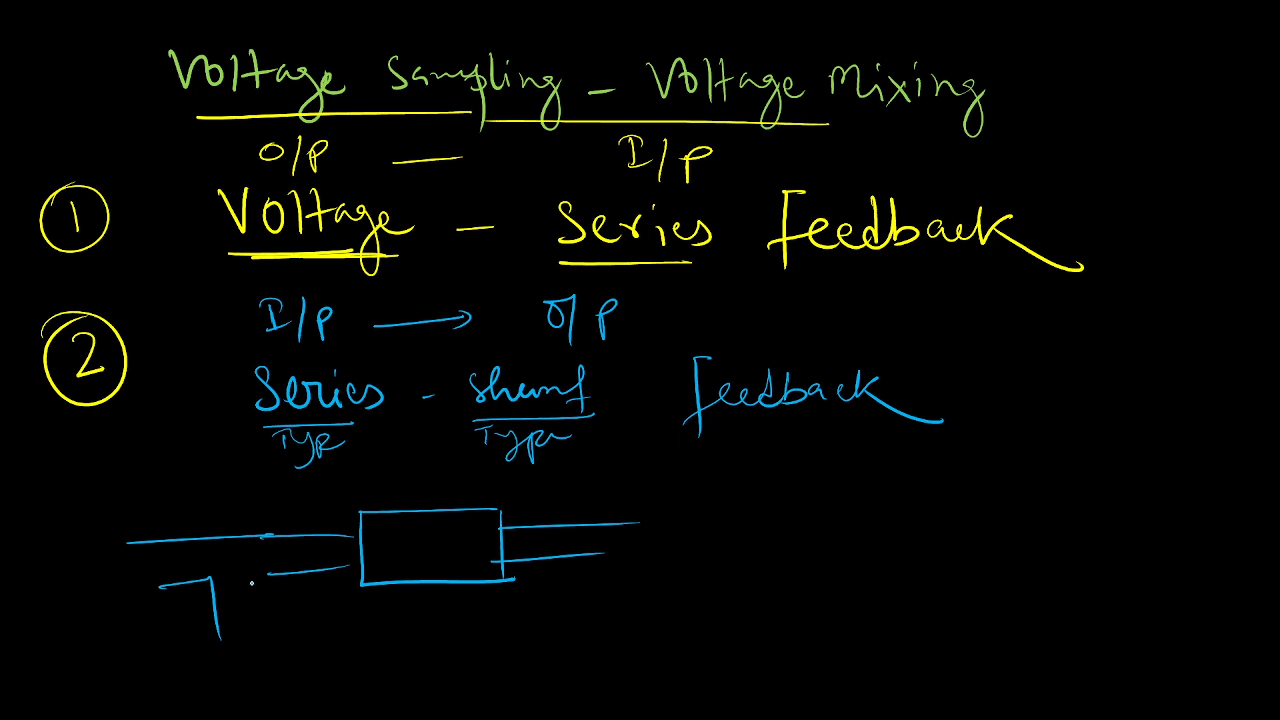 Voltage Sampling - Voltage Mixing
O/P — I/P
1 Voltage - Series Feedback
I/P → O/P
2 Series - Shunt Feedback
Type Type